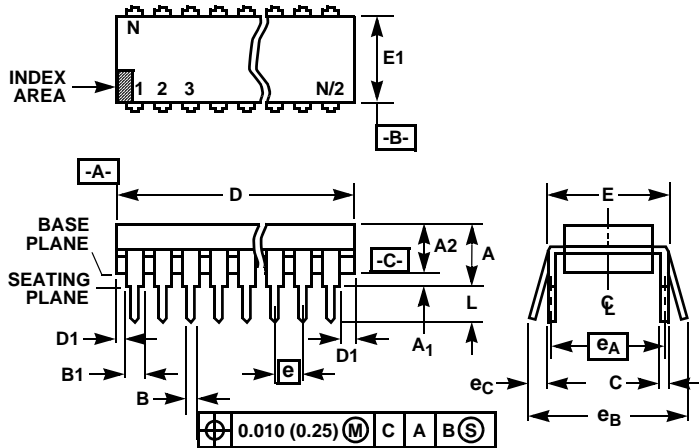 N
E1
INDEX
AREA
1 2 3 N/2
-B-
-A-
D
E
BASE
PLANE
A2
A
-C-
SEATING
PLANE
L
℄
D1
A1
D1
eA
B1
e
eC
C
B
eB
⌖ 0.010 (0.25) Ⓜ C A B Ⓢ